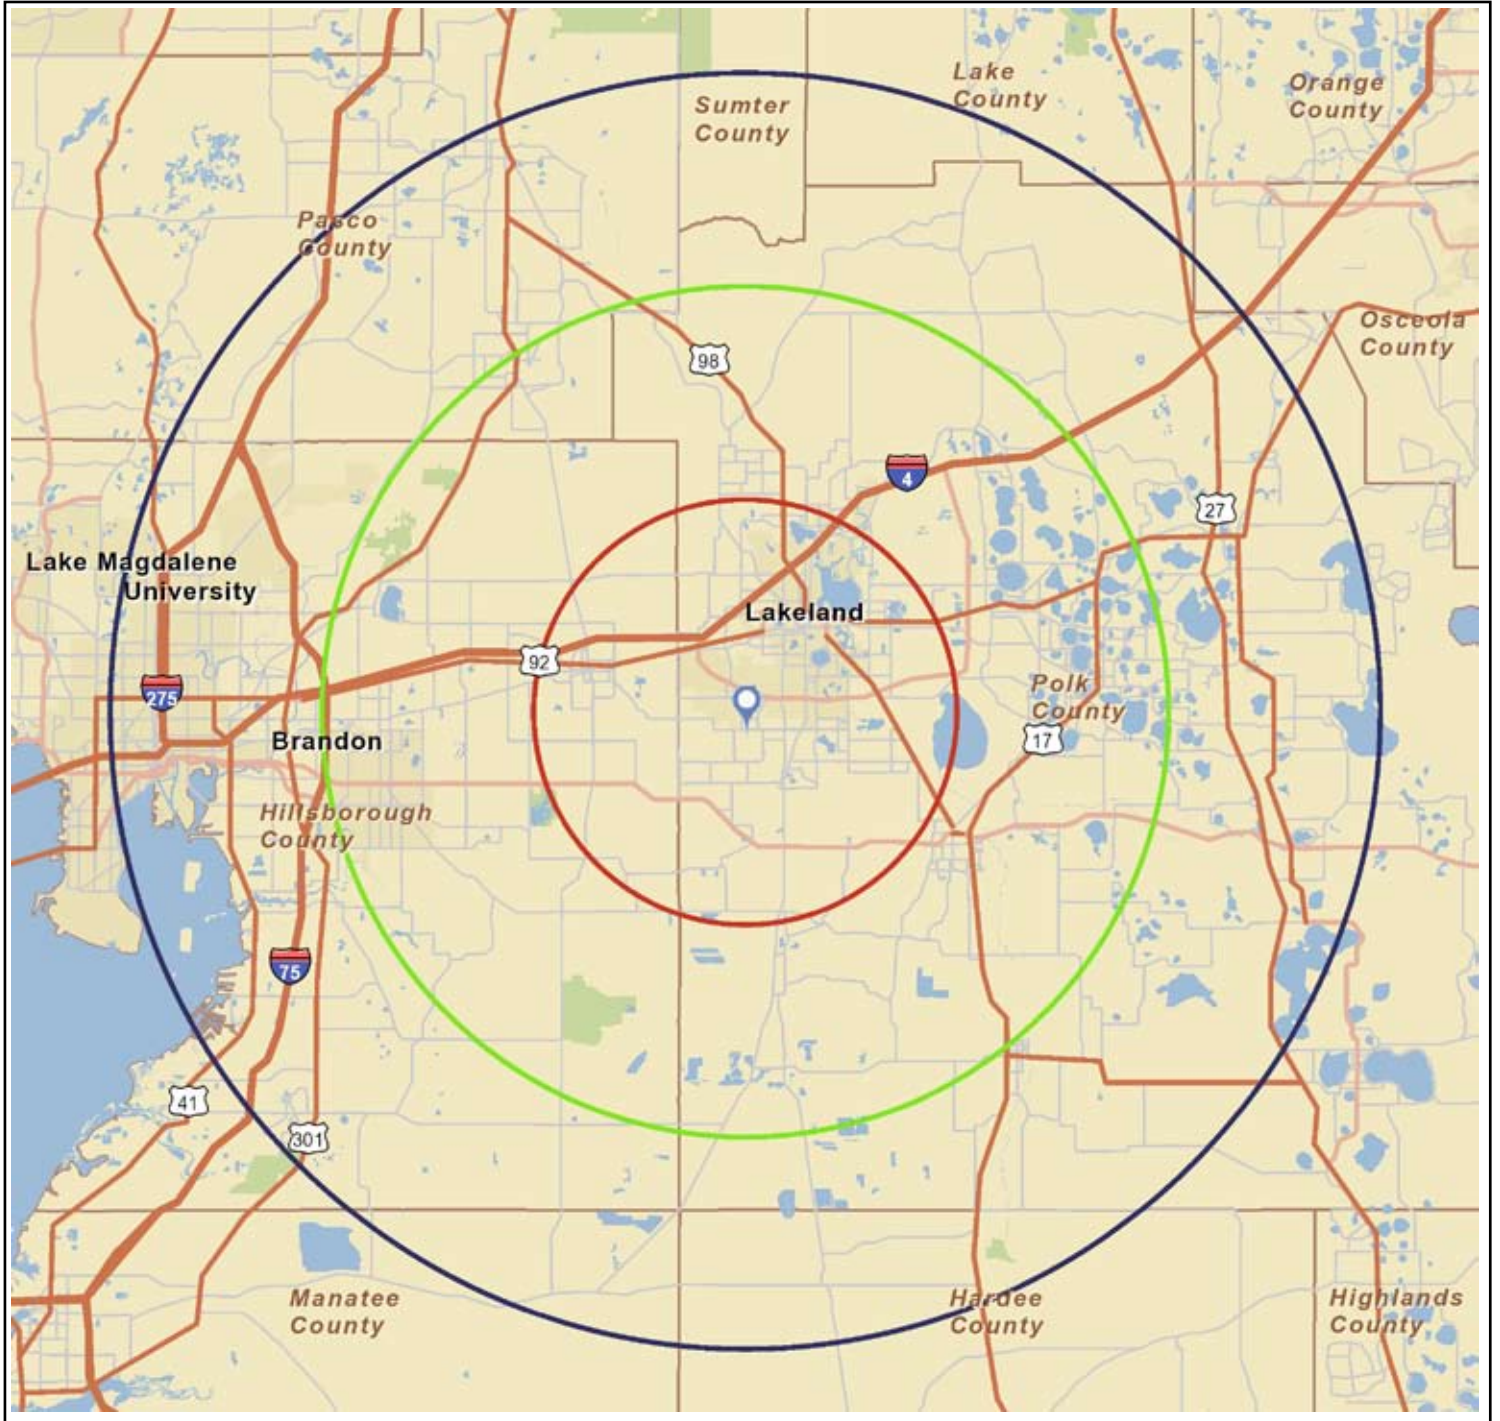 Lake
County
Orange
County
Sumter
County
Pasco
County
Osceola
County
98
4
27
Lake Magdalene
University
Lakeland
92
275
Polk
County
17
Brandon
Hillsborough
County
75
41
301
Manatee
County
Hardee
County
Highlands
County